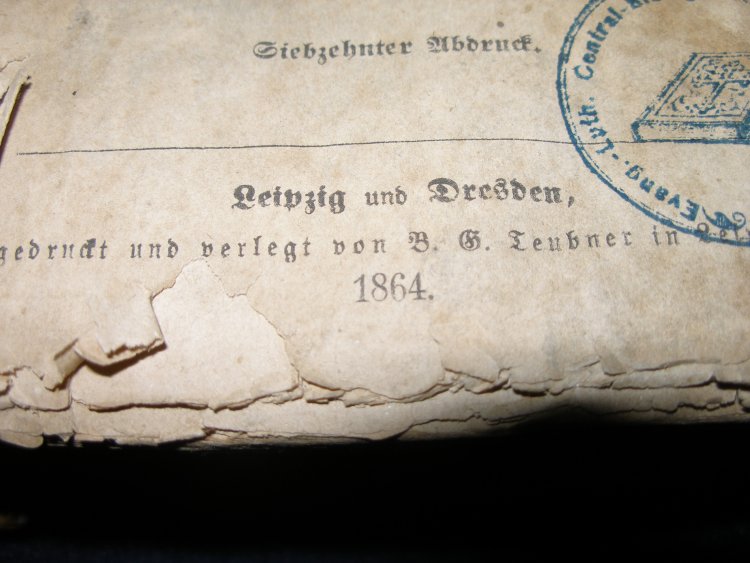 Siebzehnter Abdruck.
Leipzig und Dresden,
gedruckt und verlegt von B. G. Teubner in
1864.
Evang.-Luth. Central-